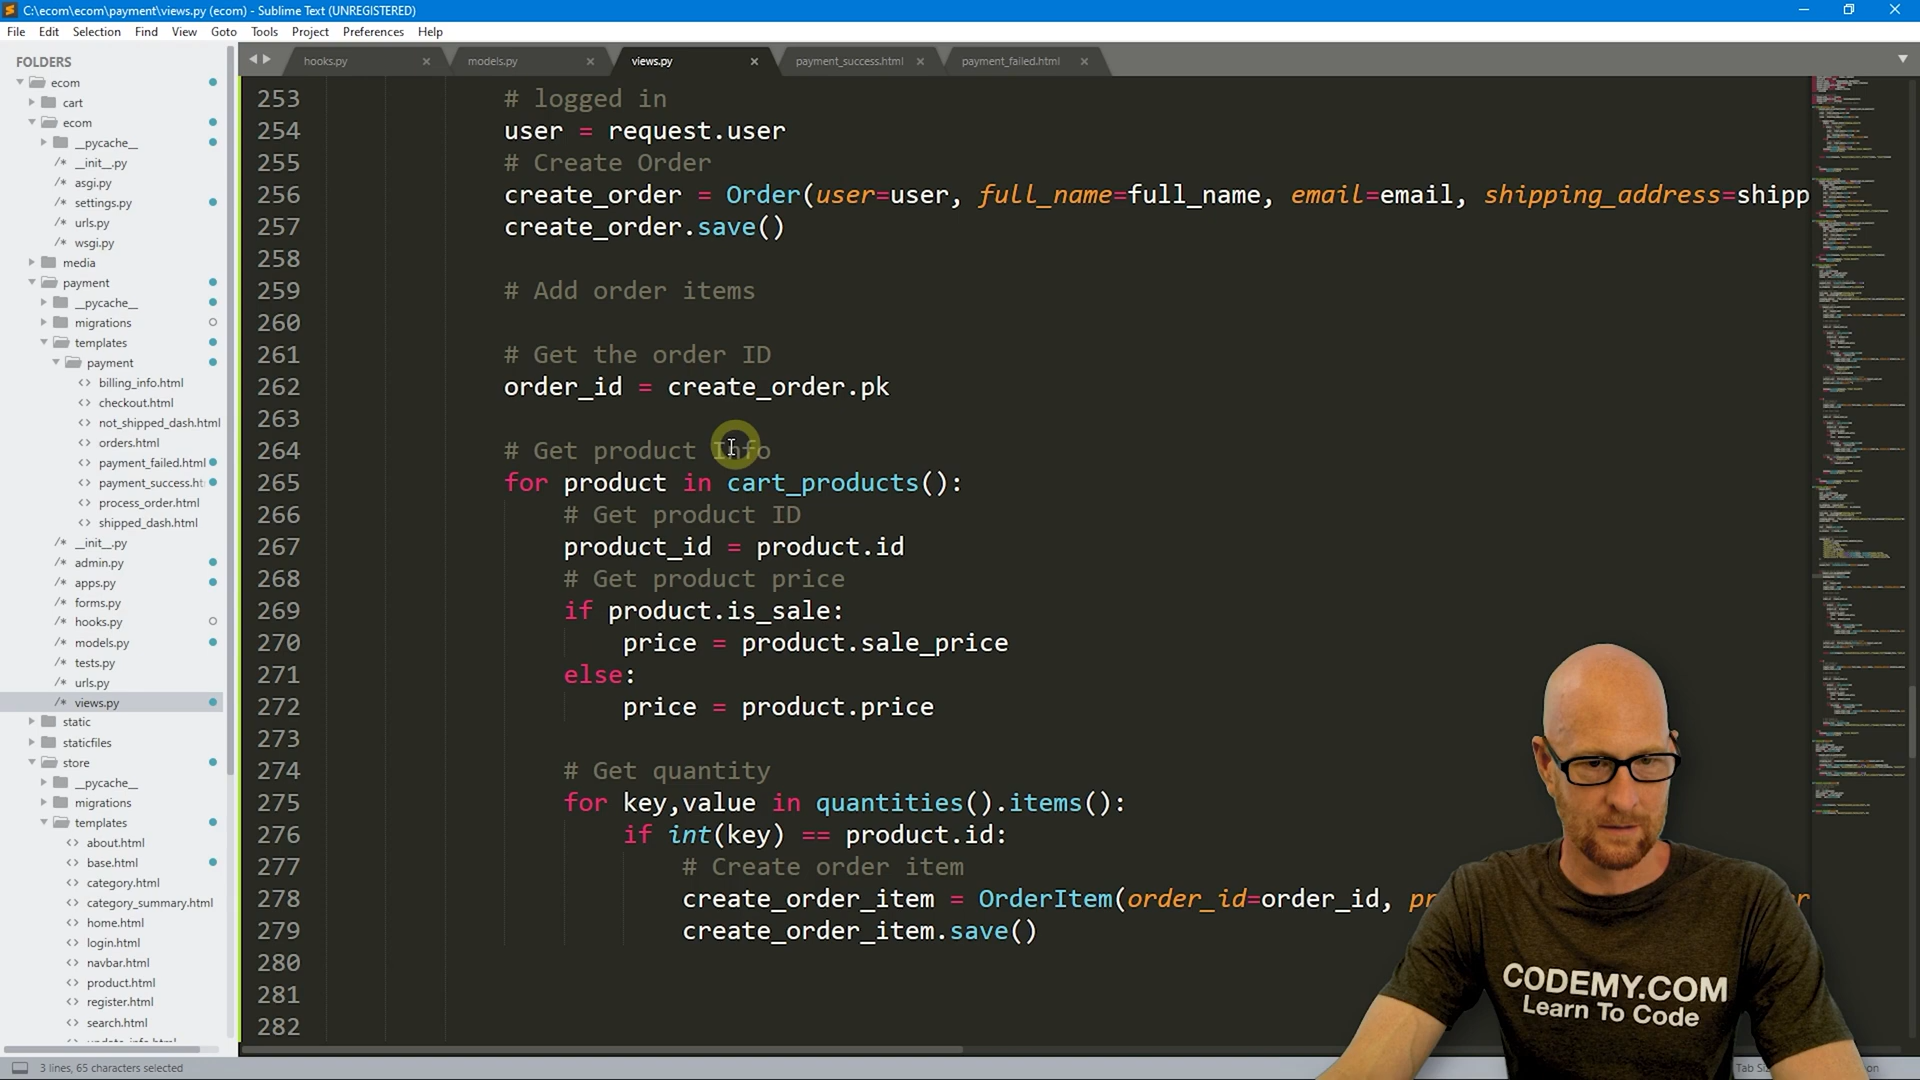 C:\ecom\ecom\payment\views.py (ecom) - Sublime Text (UNREGISTERED)
File Edit Selection Find View Goto Tools Project Preferences Help
FOLDERS
ecom
cart
ecom
__pycache__
__init__.py
asgi.py
settings.py
urls.py
wsgi.py
media
payment
__pycache__
migrations
templates
payment
billing_info.html
checkout.html
not_shipped_dash.html
orders.html
payment_failed.html
payment_success.ht
process_order.html
shipped_dash.html
__init__.py
admin.py
apps.py
forms.py
hooks.py
models.py
tests.py
urls.py
views.py
static
staticfiles
store
__pycache__
migrations
templates
about.html
base.html
category.html
category_summary.html
home.html
login.html
navbar.html
product.html
register.html
search.html
hooks.py models.py views.py payment_success.html payment_failed.html
253 # logged in
254 user = request.user
255 # Create Order
256 create_order = Order(user=user, full_name=full_name, email=email, shipping_address=shipp
257 create_order.save()
258
259 # Add order items
260
261 # Get the order ID
262 order_id = create_order.pk
263
264 # Get product Info
265 for product in cart_products():
266 # Get product ID
267 product_id = product.id
268 # Get product price
269 if product.is_sale:
270 price = product.sale_price
271 else:
272 price = product.price
273
274 # Get quantity
275 for key,value in quantities().items():
276 if int(key) == product.id:
277 # Create order item
278 create_order_item = OrderItem(order_id=order_id, pr
279 create_order_item.save()
280
281
282
CODEMY.COM
Learn To Code
3 lines, 65 characters selected